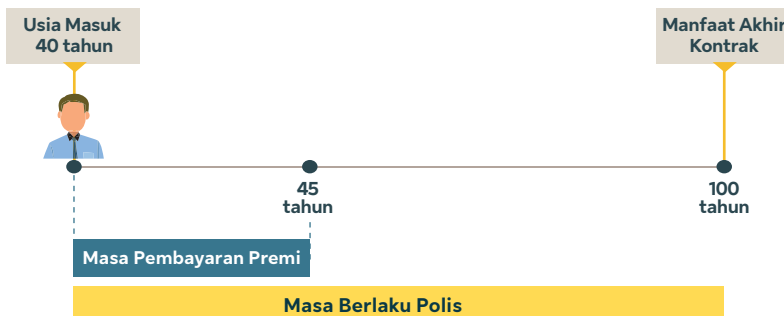 Usia Masuk
40 tahun
Manfaat Akhir
Kontrak
45
tahun
100
tahun
Masa Pembayaran Premi
Masa Berlaku Polis